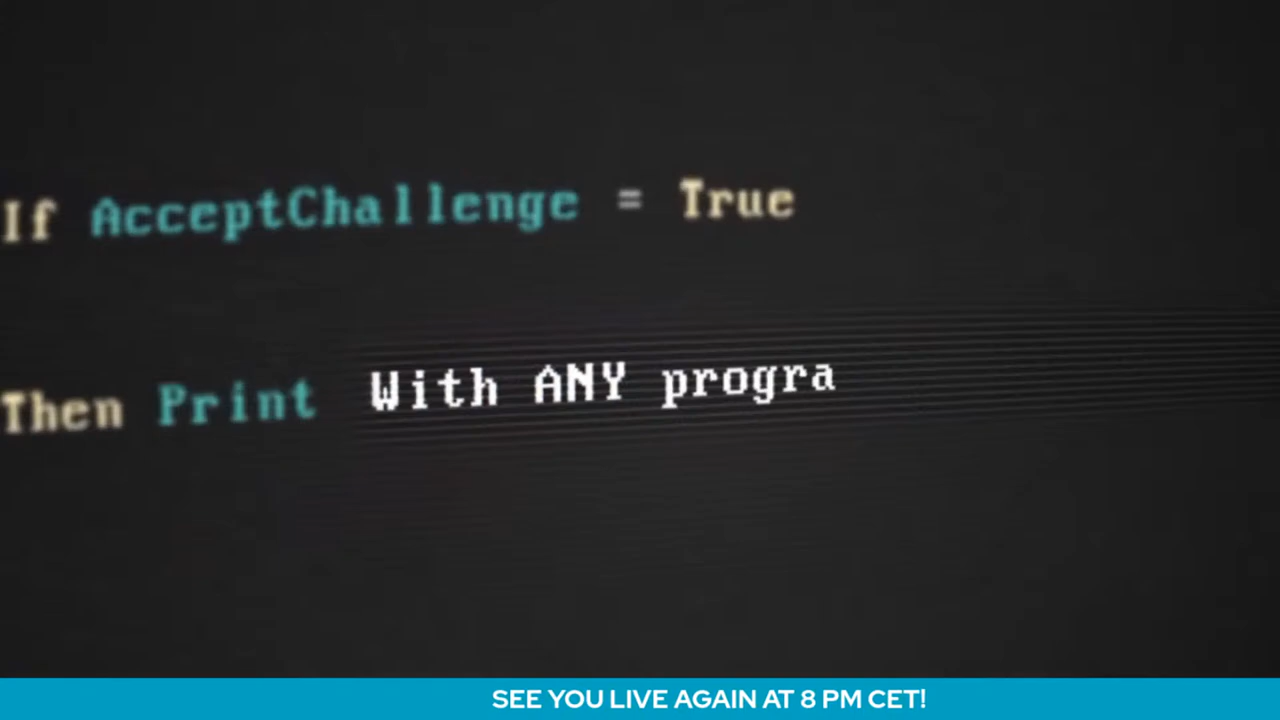 If AcceptChallenge = True
Then Print With ANY progra
SEE YOU LIVE AGAIN AT 8 PM CET!